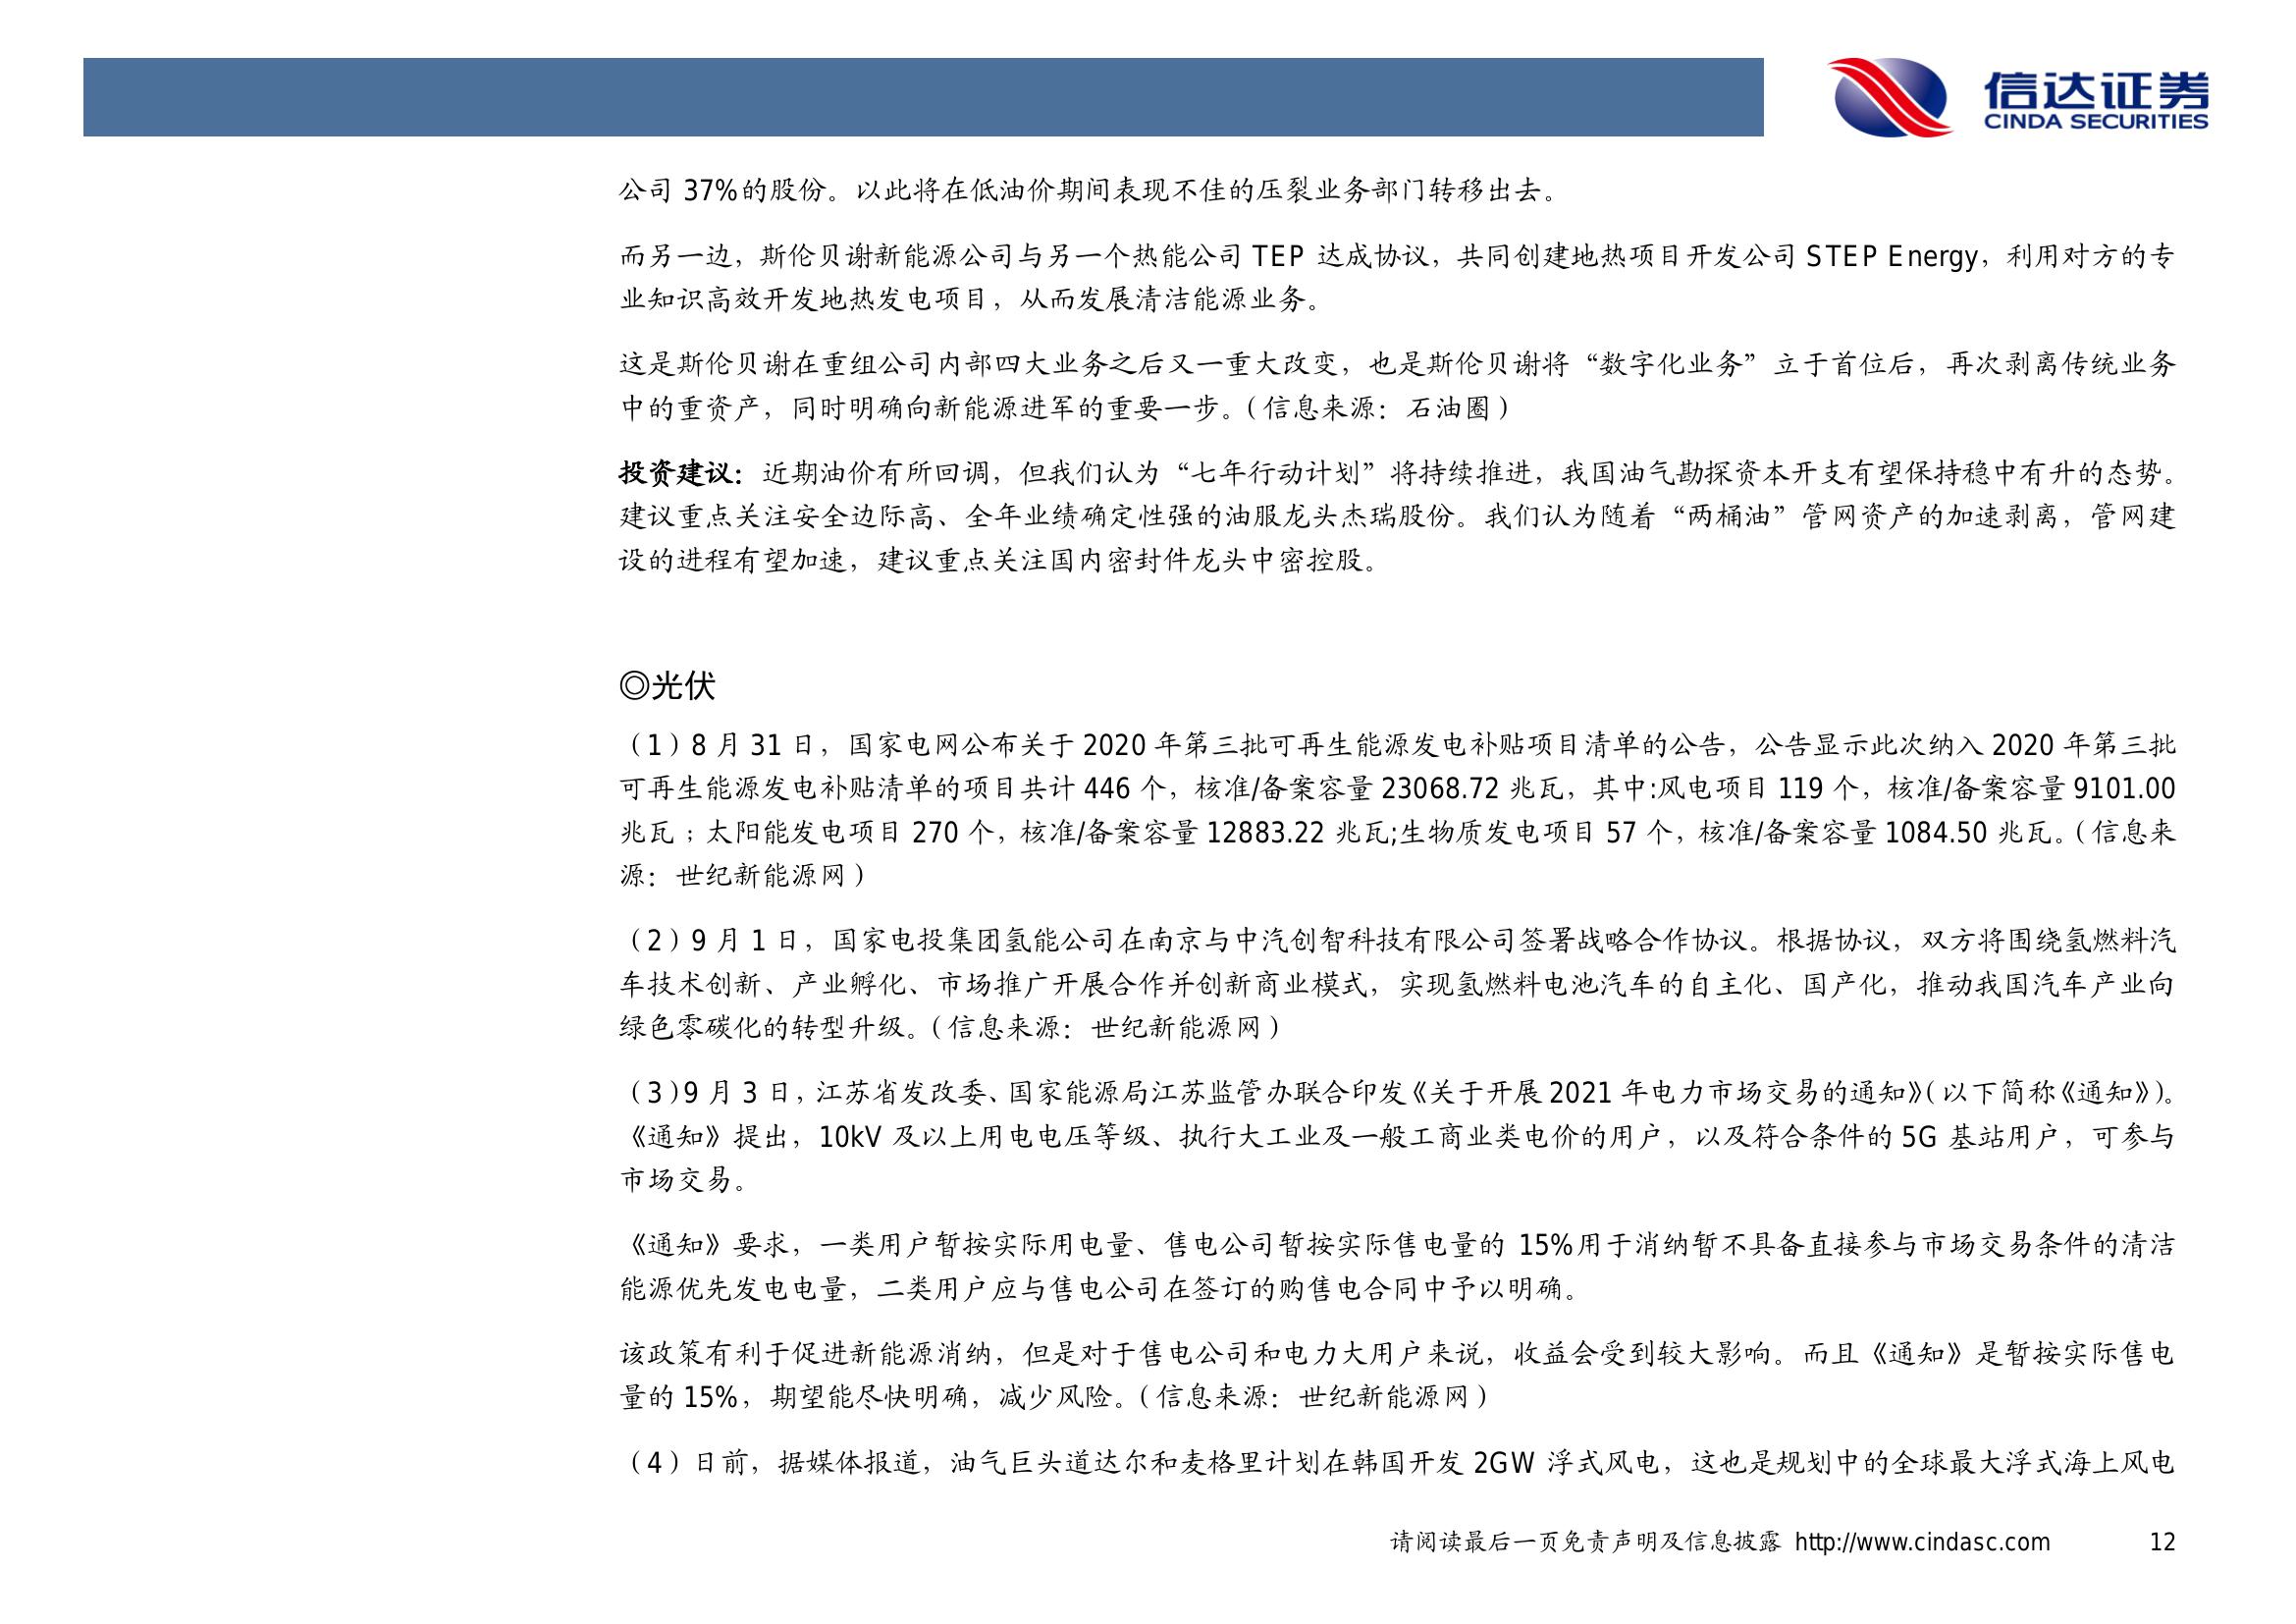 信达证券
CINDA SECURITIES
公司 37%的股份。以此将在低油价期间表现不佳的压裂业务部门转移出去。
而另一边，斯伦贝谢新能源公司与另一个热能公司 TEP 达成协议，共同创建地热项目开发公司 STEP Energy，利用对方的专
业知识高效开发地热发电项目，从而发展清洁能源业务。
这是斯伦贝谢在重组公司内部四大业务之后又一重大改变，也是斯伦贝谢将“数字化业务”立于首位后，再次剥离传统业务
中的重资产，同时明确向新能源进军的重要一步。（信息来源：石油圈）
投资建议：近期油价有所回调，但我们认为“七年行动计划”将持续推进，我国油气勘探资本开支有望保持稳中有升的态势。
建议重点关注安全边际高、全年业绩确定性强的油服龙头杰瑞股份。我们认为随着“两桶油”管网资产的加速剥离，管网建
设的进程有望加速，建议重点关注国内密封件龙头中密控股。
◎光伏
（1）8 月 31 日，国家电网公布关于 2020 年第三批可再生能源发电补贴项目清单的公告，公告显示此次纳入 2020 年第三批
可再生能源发电补贴清单的项目共计 446 个，核准/备案容量 23068.72 兆瓦，其中:风电项目 119 个，核准/备案容量 9101.00
兆瓦；太阳能发电项目 270 个，核准/备案容量 12883.22 兆瓦;生物质发电项目 57 个，核准/备案容量 1084.50 兆瓦。（信息来
源：世纪新能源网）
（2）9 月 1 日，国家电投集团氢能公司在南京与中汽创智科技有限公司签署战略合作协议。根据协议，双方将围绕氢燃料汽
车技术创新、产业孵化、市场推广开展合作并创新商业模式，实现氢燃料电池汽车的自主化、国产化，推动我国汽车产业向
绿色零碳化的转型升级。（信息来源：世纪新能源网）
（3）9 月 3 日，江苏省发改委、国家能源局江苏监管办联合印发《关于开展 2021 年电力市场交易的通知》（以下简称《通知》）。
《通知》提出，10kV 及以上用电电压等级、执行大工业及一般工商业类电价的用户，以及符合条件的 5G 基站用户，可参与
市场交易。
《通知》要求，一类用户暂按实际用电量、售电公司暂按实际售电量的 15%用于消纳暂不具备直接参与市场交易条件的清洁
能源优先发电电量，二类用户应与售电公司在签订的购售电合同中予以明确。
该政策有利于促进新能源消纳，但是对于售电公司和电力大用户来说，收益会受到较大影响。而且《通知》是暂按实际售电
量的 15%，期望能尽快明确，减少风险。（信息来源：世纪新能源网）
（4）日前，据媒体报道，油气巨头道达尔和麦格里计划在韩国开发 2GW 浮式风电，这也是规划中的全球最大浮式海上风电
请阅读最后一页免责声明及信息披露 http://www.cindasc.com 12